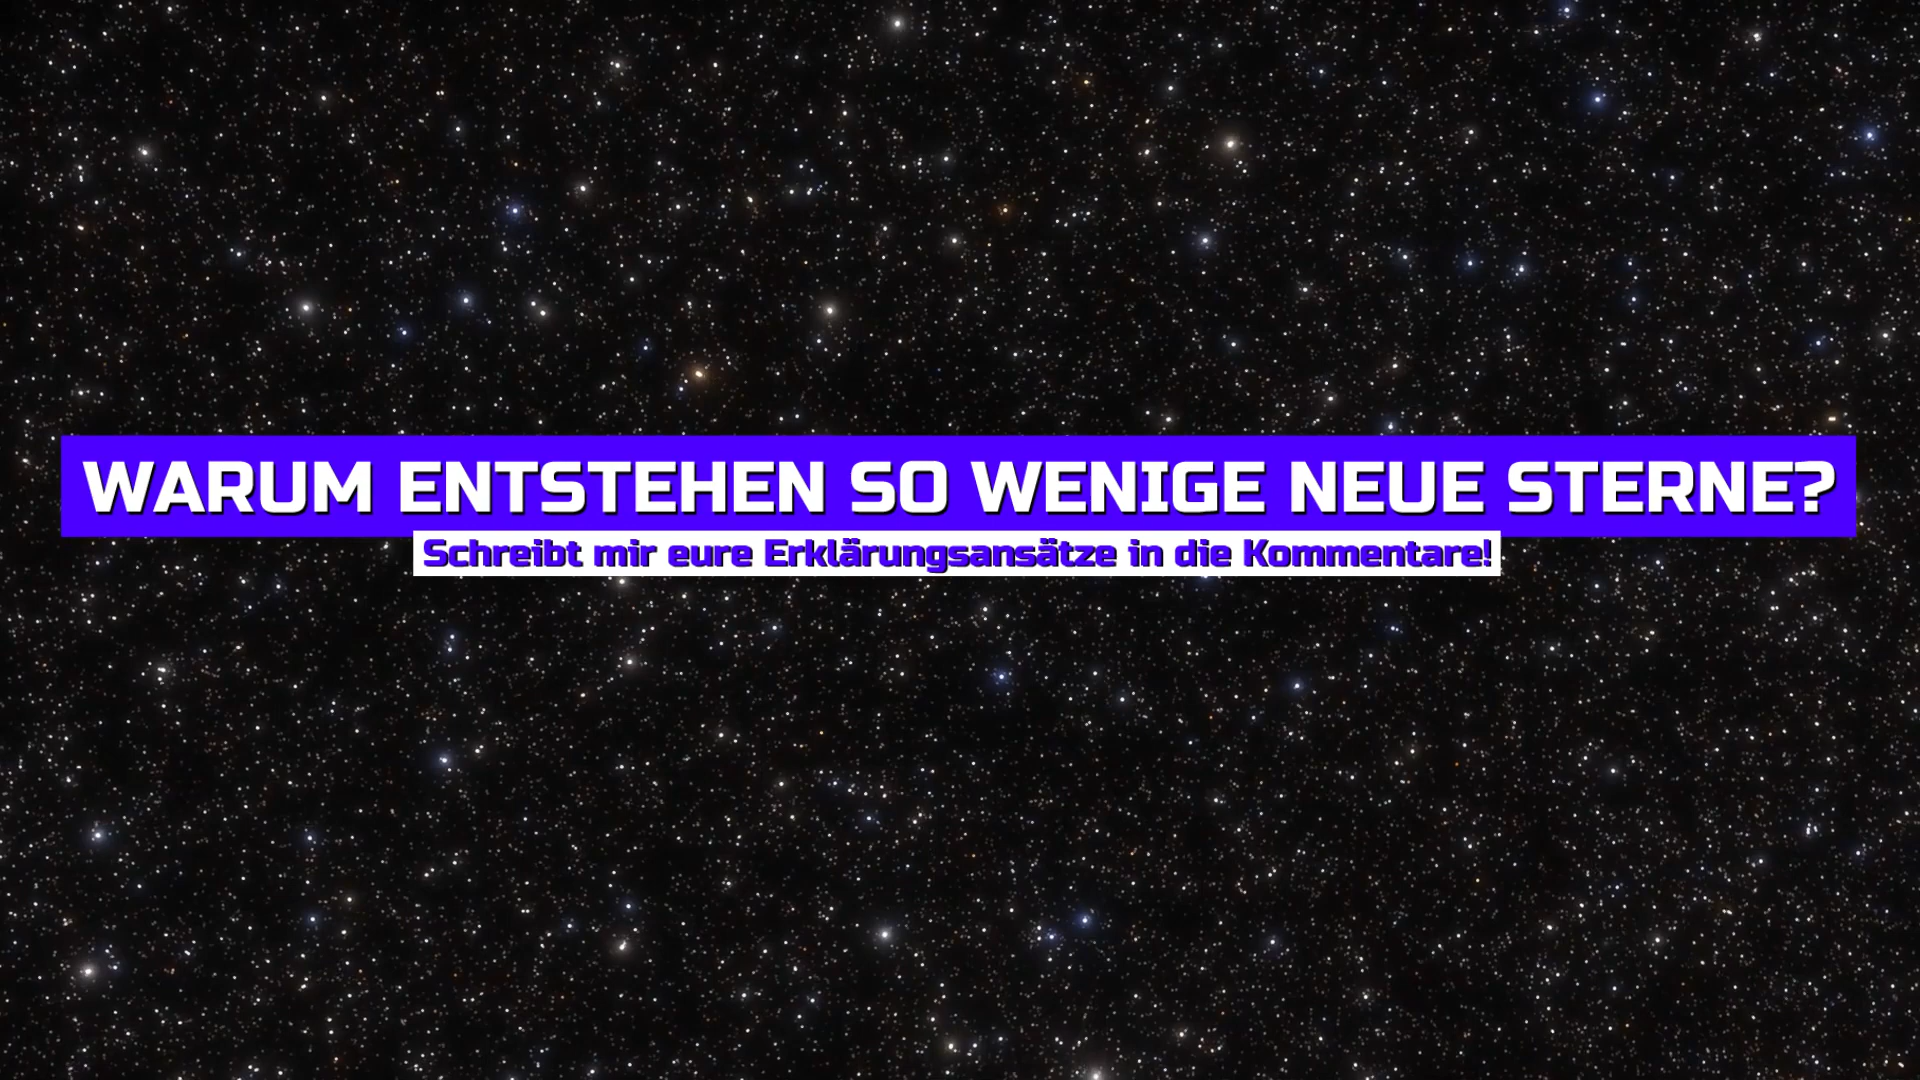 WARUM ENTSTEHEN SO WENIGE NEUE STERNE?
Schreibt mir eure Erklärungsansätze in die Kommentare!